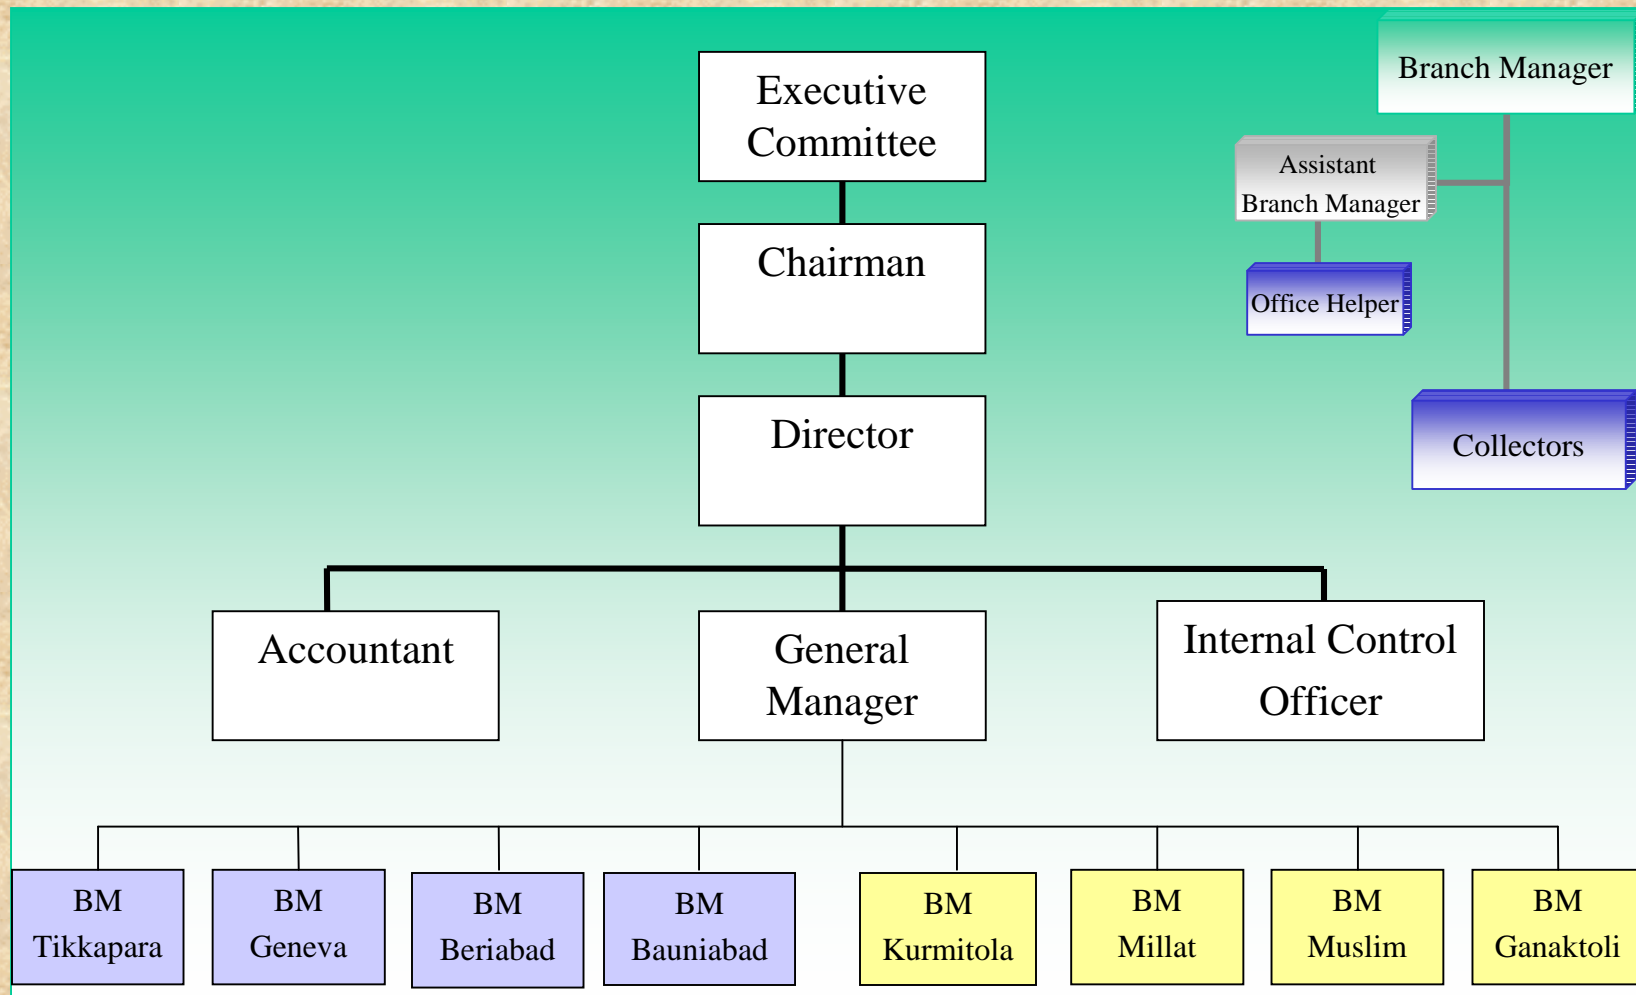 Executive
Committee
Chairman
Director
Accountant
General
Manager
Internal Control
Officer
BM
Tikkapara
BM
Geneva
BM
Beriabad
BM
Bauniabad
BM
Kurmitola
BM
Millat
BM
Muslim
BM
Ganaktoli
Branch Manager
Assistant
Branch Manager
Office Helper
Collectors